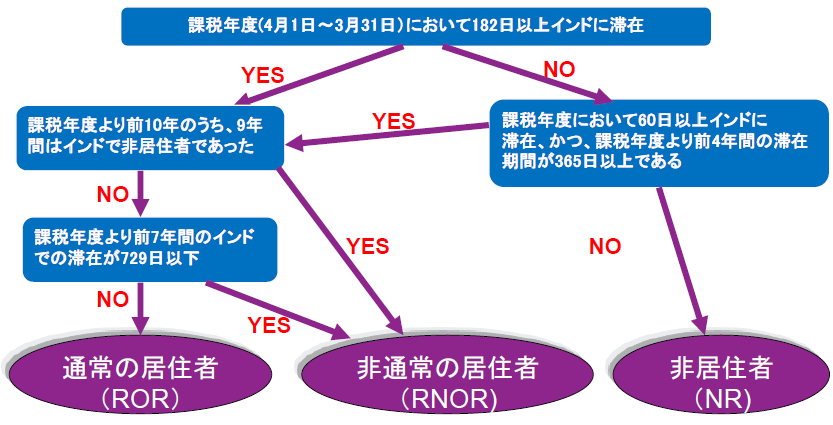 課税年度(4月1日～3月31日)において182日以上インドに滞在
YES
NO
課税年度より前10年のうち、9年
間はインドで非居住者であった
YES
課税年度において60日以上インドに
滞在、かつ、課税年度より前4年間の滞在
期間が365日以上である
NO
YES
NO
課税年度より前7年間のインド
での滞在が729日以下
NO
YES
通常の居住者
（ROR）
非通常の居住者
（RNOR)
非居住者
（NR)